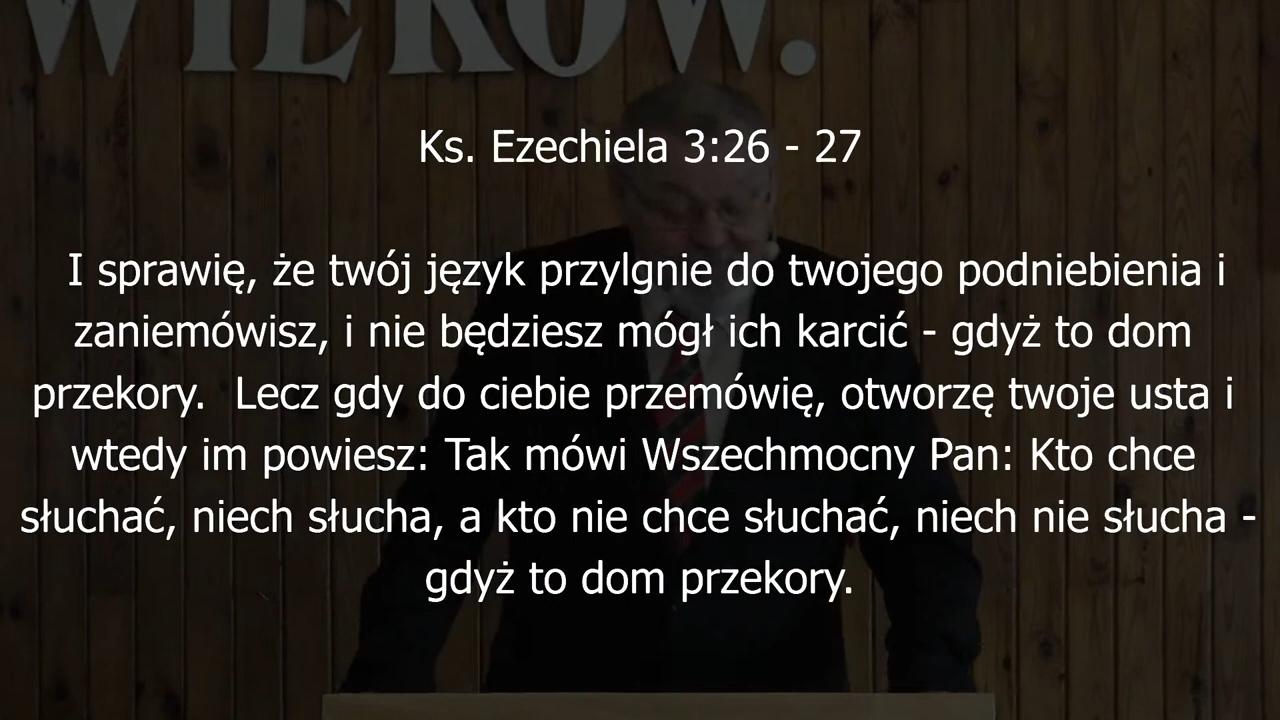 WIEKÓW.
Ks. Ezechiela 3:26 - 27
I sprawię, że twój język przylgnie do twojego podniebienia i
zaniemówisz, i nie będziesz mógł ich karcić - gdyż to dom
przekory.  Lecz gdy do ciebie przemówię, otworzę twoje usta i
wtedy im powiesz: Tak mówi Wszechmocny Pan: Kto chce
słuchać, niech słucha, a kto nie chce słuchać, niech nie słucha -
gdyż to dom przekory.